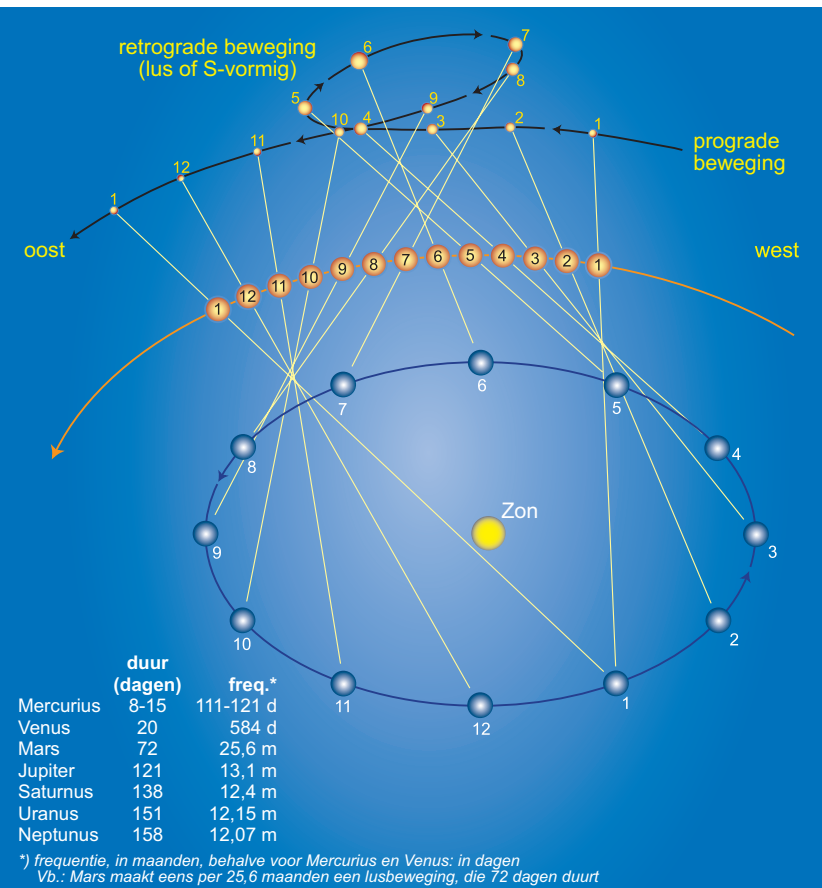 retrograde beweging
(lus of S-vormig)
6
7
8
5
9
10
4
3
2
1
11
12
1
prograde
beweging
oost
west
1
12
11
10
9
8
7
6
5
4
3
2
1
6
7
5
8
4
Zon
9
3
10
2
11
12
1
duur
(dagen) freq.*
Mercurius 8-15 111-121 d
Venus 20 584 d
Mars 72 25,6 m
Jupiter 121 13,1 m
Saturnus 138 12,4 m
Uranus 151 12,15 m
Neptunus 158 12,07 m
*) frequentie, in maanden, behalve voor Mercurius en Venus: in dagen
Vb.: Mars maakt eens per 25,6 maanden een lusbeweging, die 72 dagen duurt